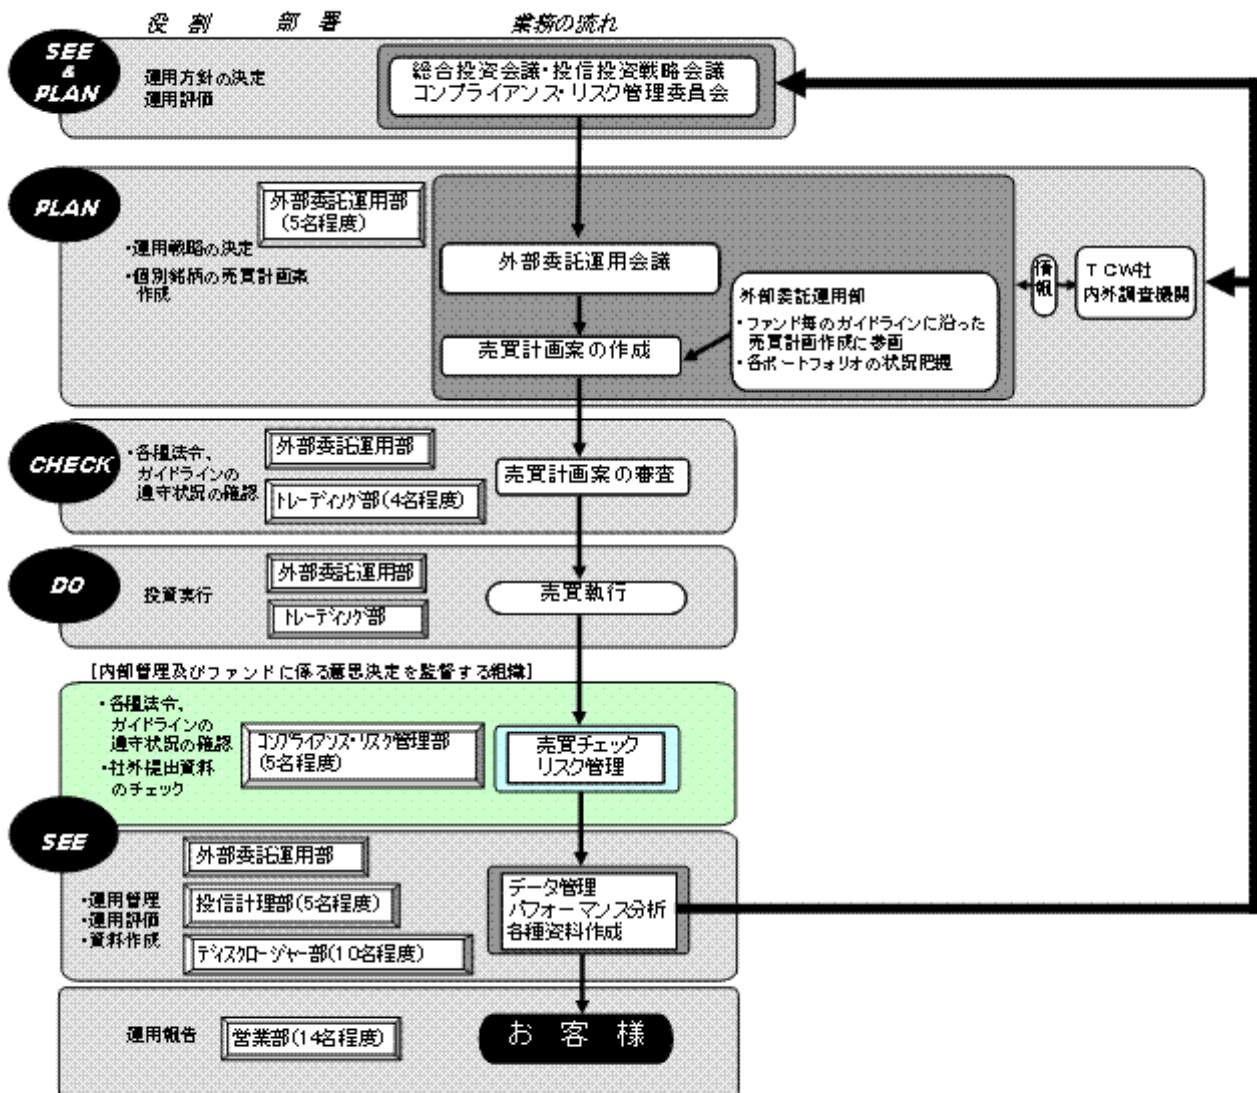 役　割　部　署　業務の流れ
SEE
&
PLAN
運用方針の決定
運用評価
総合投資会議・投信投資戦略会議
コンプライアンス・リスク管理委員会
PLAN
外部委託運用部
(5名程度)
・運用戦略の決定
・個別銘柄の売買計画案
作成
外部委託運用会議
売買計画案の作成
外部委託運用部
・ファンド毎のガイドラインに沿った
売買計画作成に参画
・各ポートフォリオの状況把握
情報
TCW社
内外調査機関
CHECK
・各種法令、
ガイドラインの
遵守状況の確認
外部委託運用部
トレーディング部(4名程度)
売買計画案の審査
DO
投資実行
外部委託運用部
トレーディング部
売買執行
[内部管理及びファンドに係る意思決定を監督する組織]
・各種法令、
ガイドラインの
遵守状況の確認
・社外提出資料
のチェック
コンプライアンス・リスク管理部
(5名程度)
売買チェック
リスク管理
SEE
・運用管理
・運用評価
・資料作成
外部委託運用部
投信計理部(5名程度)
ディスクロージャー部(10名程度)
データ管理
パフォーマンス分析
各種資料作成
運用報告
営業部(14名程度)
お 客 様